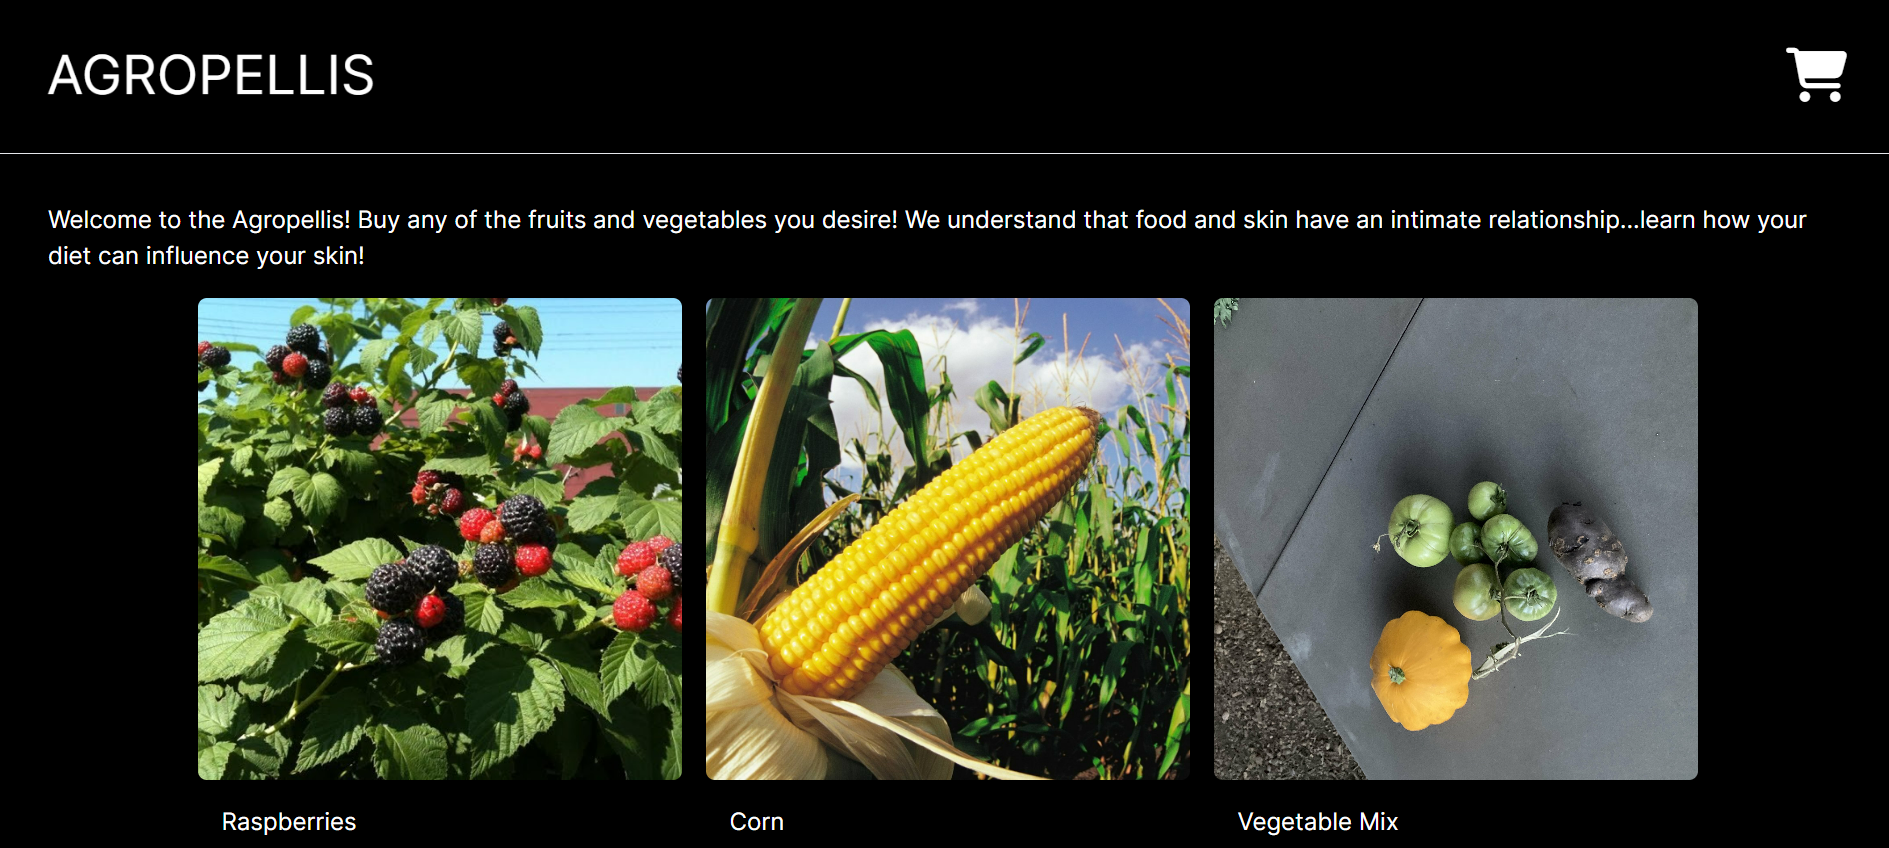 AGROPELLIS
Welcome to the Agropellis! Buy any of the fruits and vegetables you desire! We understand that food and skin have an intimate relationship...learn how your
diet can influence your skin!
Raspberries
Corn
Vegetable Mix